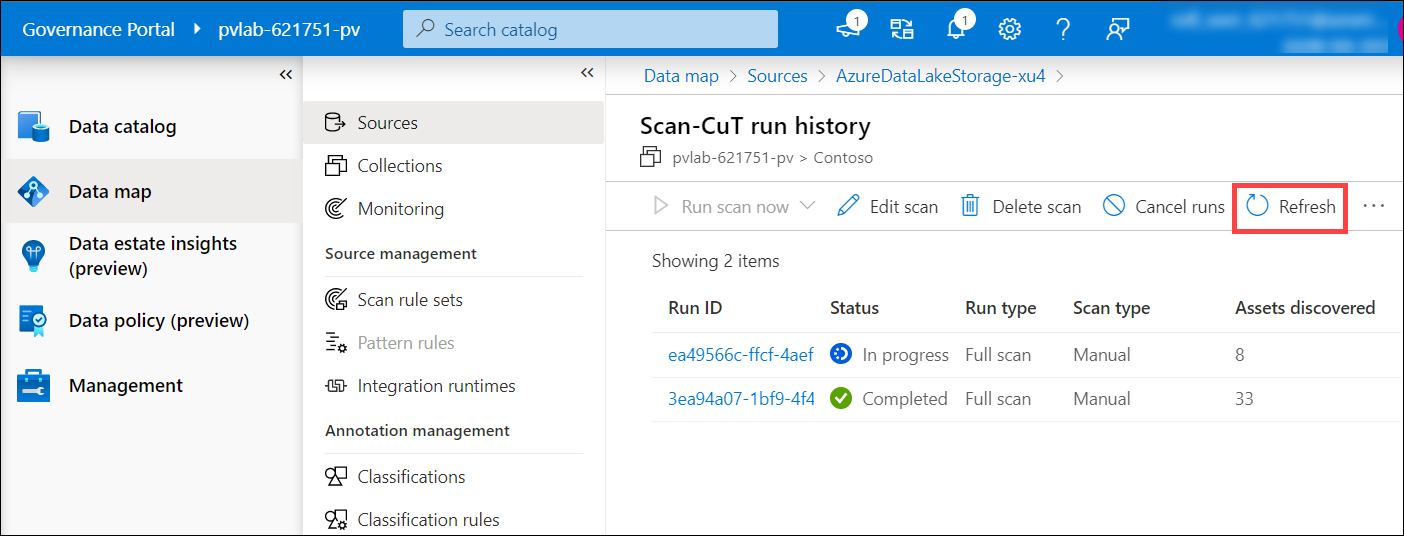 Governance Portal pvlab-621751-pv Search catalog 1 1
Data map > Sources > AzureDataLakeStorage-xu4 >
Data catalog
Data map
Data estate insights
(preview)
Data policy (preview)
Management
Sources
Collections
Monitoring
Source management
Scan rule sets
Pattern rules
Integration runtimes
Annotation management
Classifications
Classification rules
Scan-CuT run history
pvlab-621751-pv > Contoso
Run scan now Edit scan Delete scan Cancel runs Refresh ...
Showing 2 items
Run ID Status Run type Scan type Assets discovered
ea49566c-ffcf-4aef In progress Full scan Manual 8
3ea94a07-1bf9-4f4 Completed Full scan Manual 33